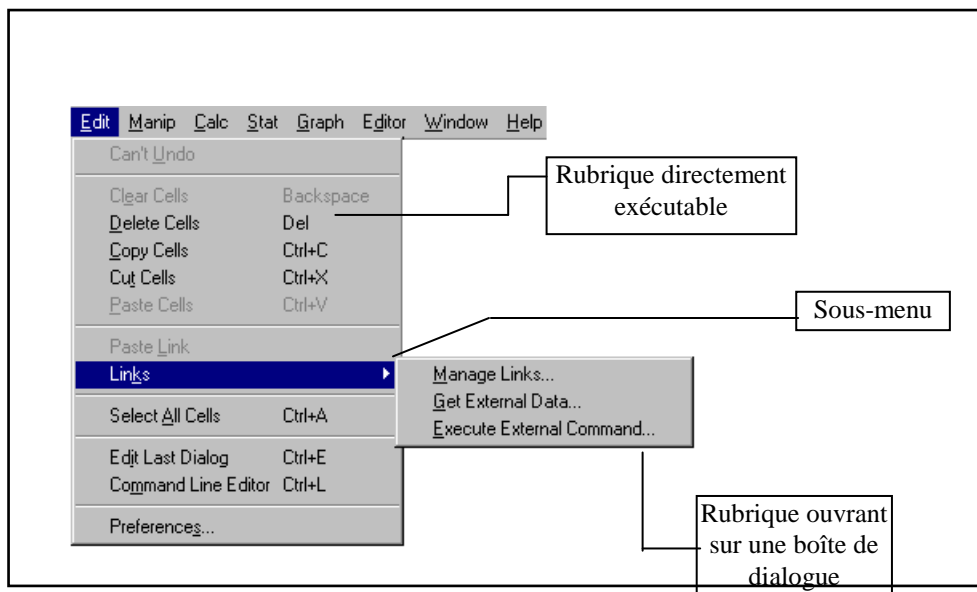 Edit Manip Calc Stat Graph Editor Window Help
Can't Undo
Clear Cells Backspace
Delete Cells Del
Copy Cells Ctrl+C
Cut Cells Ctrl+X
Paste Cells Ctrl+V
Paste Link
Links
Select All Cells Ctrl+A
Edit Last Dialog Ctrl+E
Command Line Editor Ctrl+L
Preferences...
Manage Links...
Get External Data...
Execute External Command...
Rubrique directement
exécutable
Sous-menu
Rubrique ouvrant
sur une boîte de
dialogue